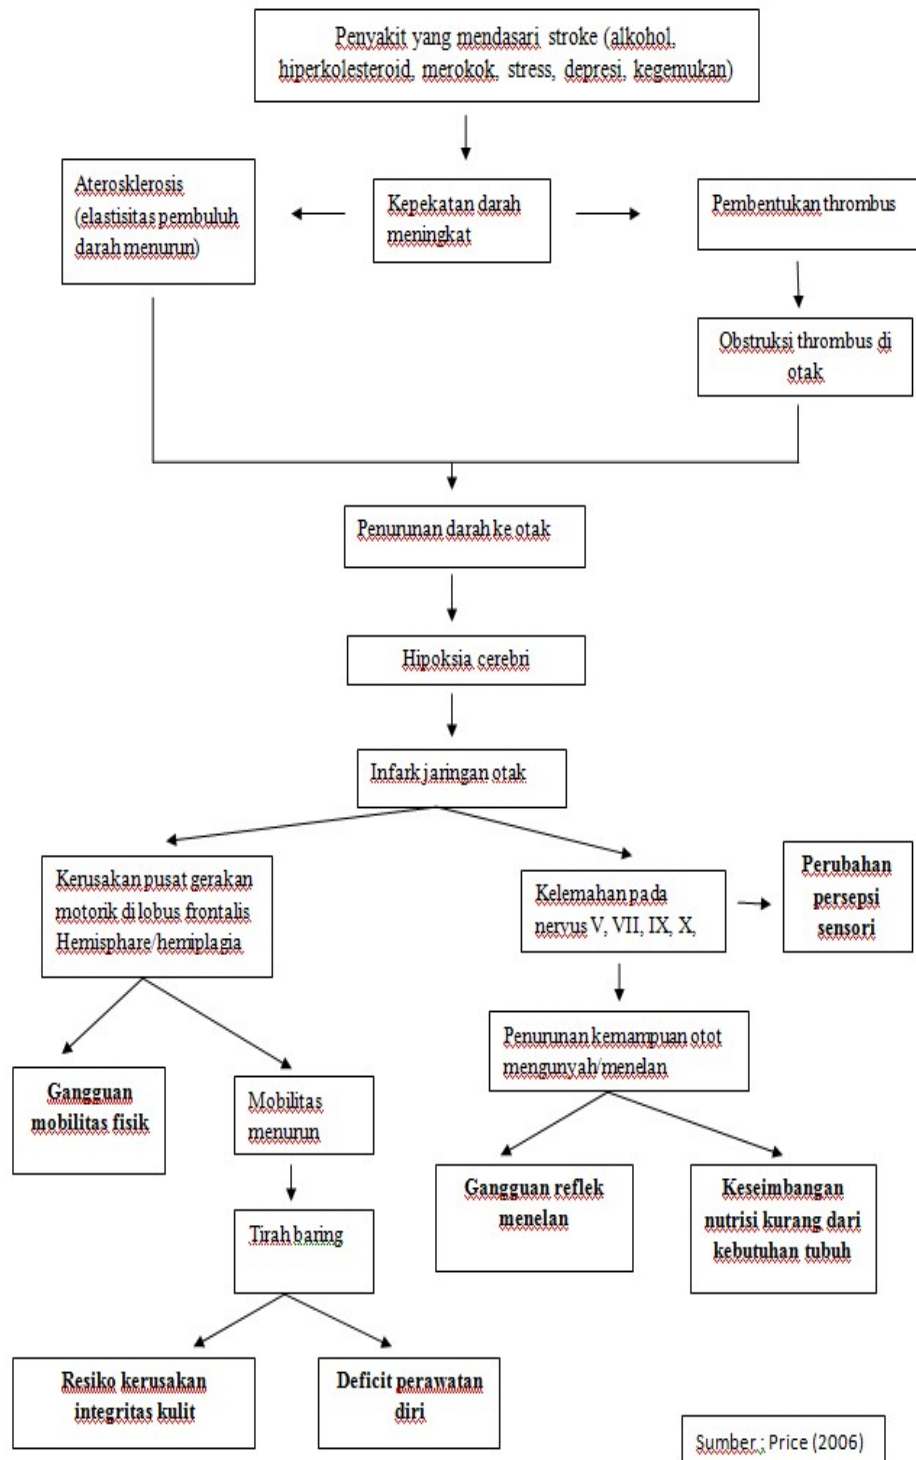 Penyakit yang mendasari stroke (alkohol,
hiperkolesteroid, merokok, stress, depresi, kegemukan)
Aterosklerosis
(elastisitas pembuluh
darah menurun)
Kepekatan darah
meningkat
Pembentukan thrombus
Obstruksi thrombus di
otak
Penurunan darah ke otak
Hipoksia cerebri
Infark jaringan otak
Kerusakan pusat gerakan
motorik di lobus frontalis
Hemisphare/hemiplagia
Kelemahan pada
nervus V, VII, IX, X,
Perubahan
persepsi
sensori
Penurunan kemampuan otot
mengunyah/menelan
Gangguan
mobilitas fisik
Mobilitas
menurun
Gangguan reflek
menelan
Keseimbangan
nutrisi kurang dari
kebutuhan tubuh
Tirah baring
Resiko kerusakan
integritas kulit
Deficit perawatan
diri
Sumber ; Price (2006)